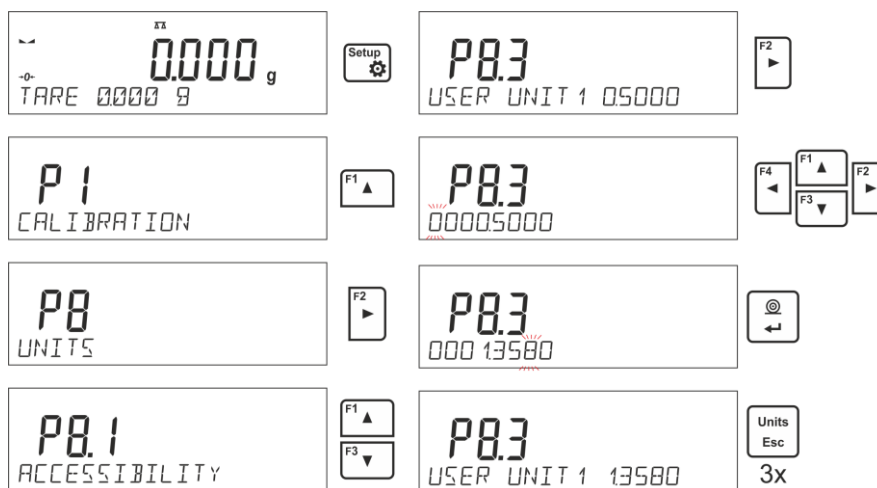 0.000 g
→0←
TARE 0.000 g
Setup
P1
CALIBRATION
F1
P8
UNITS
F2
P8.1
ACCESSIBILITY
F1
F3
P8.3
USER UNIT 1 0.5000
F2
P8.3
0000.5000
F4
F1
F2
F3
P8.3
0001.3580
P8.3
USER UNIT 1 1.3580
Units
Esc
3x